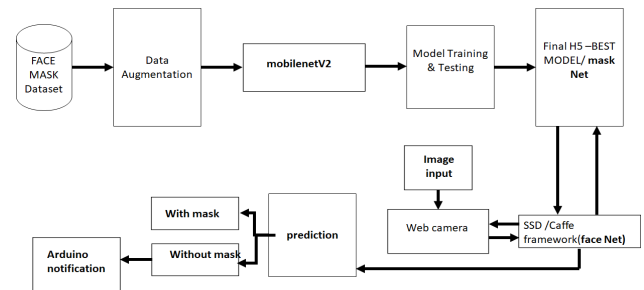 FACE
MASK
Dataset
Data
Augmentation
mobilenetV2
Model Training
& Testing
Final H5 –BEST
MODEL/ mask
Net
Image
input
With mask
prediction
Web camera
SSD /Caffe
framework(face Net)
Arduino
notification
Without mask